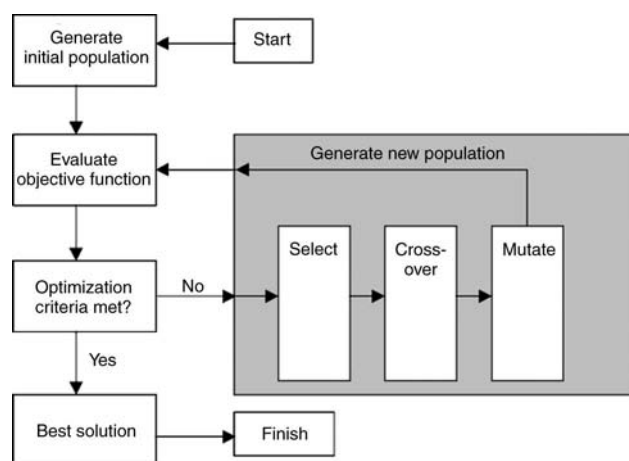 Generate
initial population
Start
Evaluate
objective function
Generate new population
Select
Cross-
over
Mutate
Optimization
criteria met?
No
Yes
Best solution
Finish